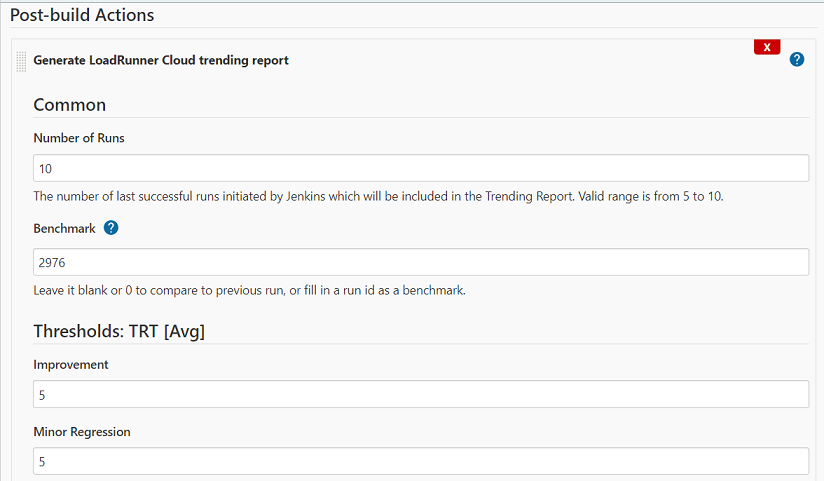 Post-build Actions
X
Generate LoadRunner Cloud trending report
?
Common
Number of Runs
10
The number of last successful runs initiated by Jenkins which will be included in the Trending Report. Valid range is from 5 to 10.
Benchmark ?
2976
Leave it blank or 0 to compare to previous run, or fill in a run id as a benchmark.
Thresholds: TRT [Avg]
Improvement
5
Minor Regression
5